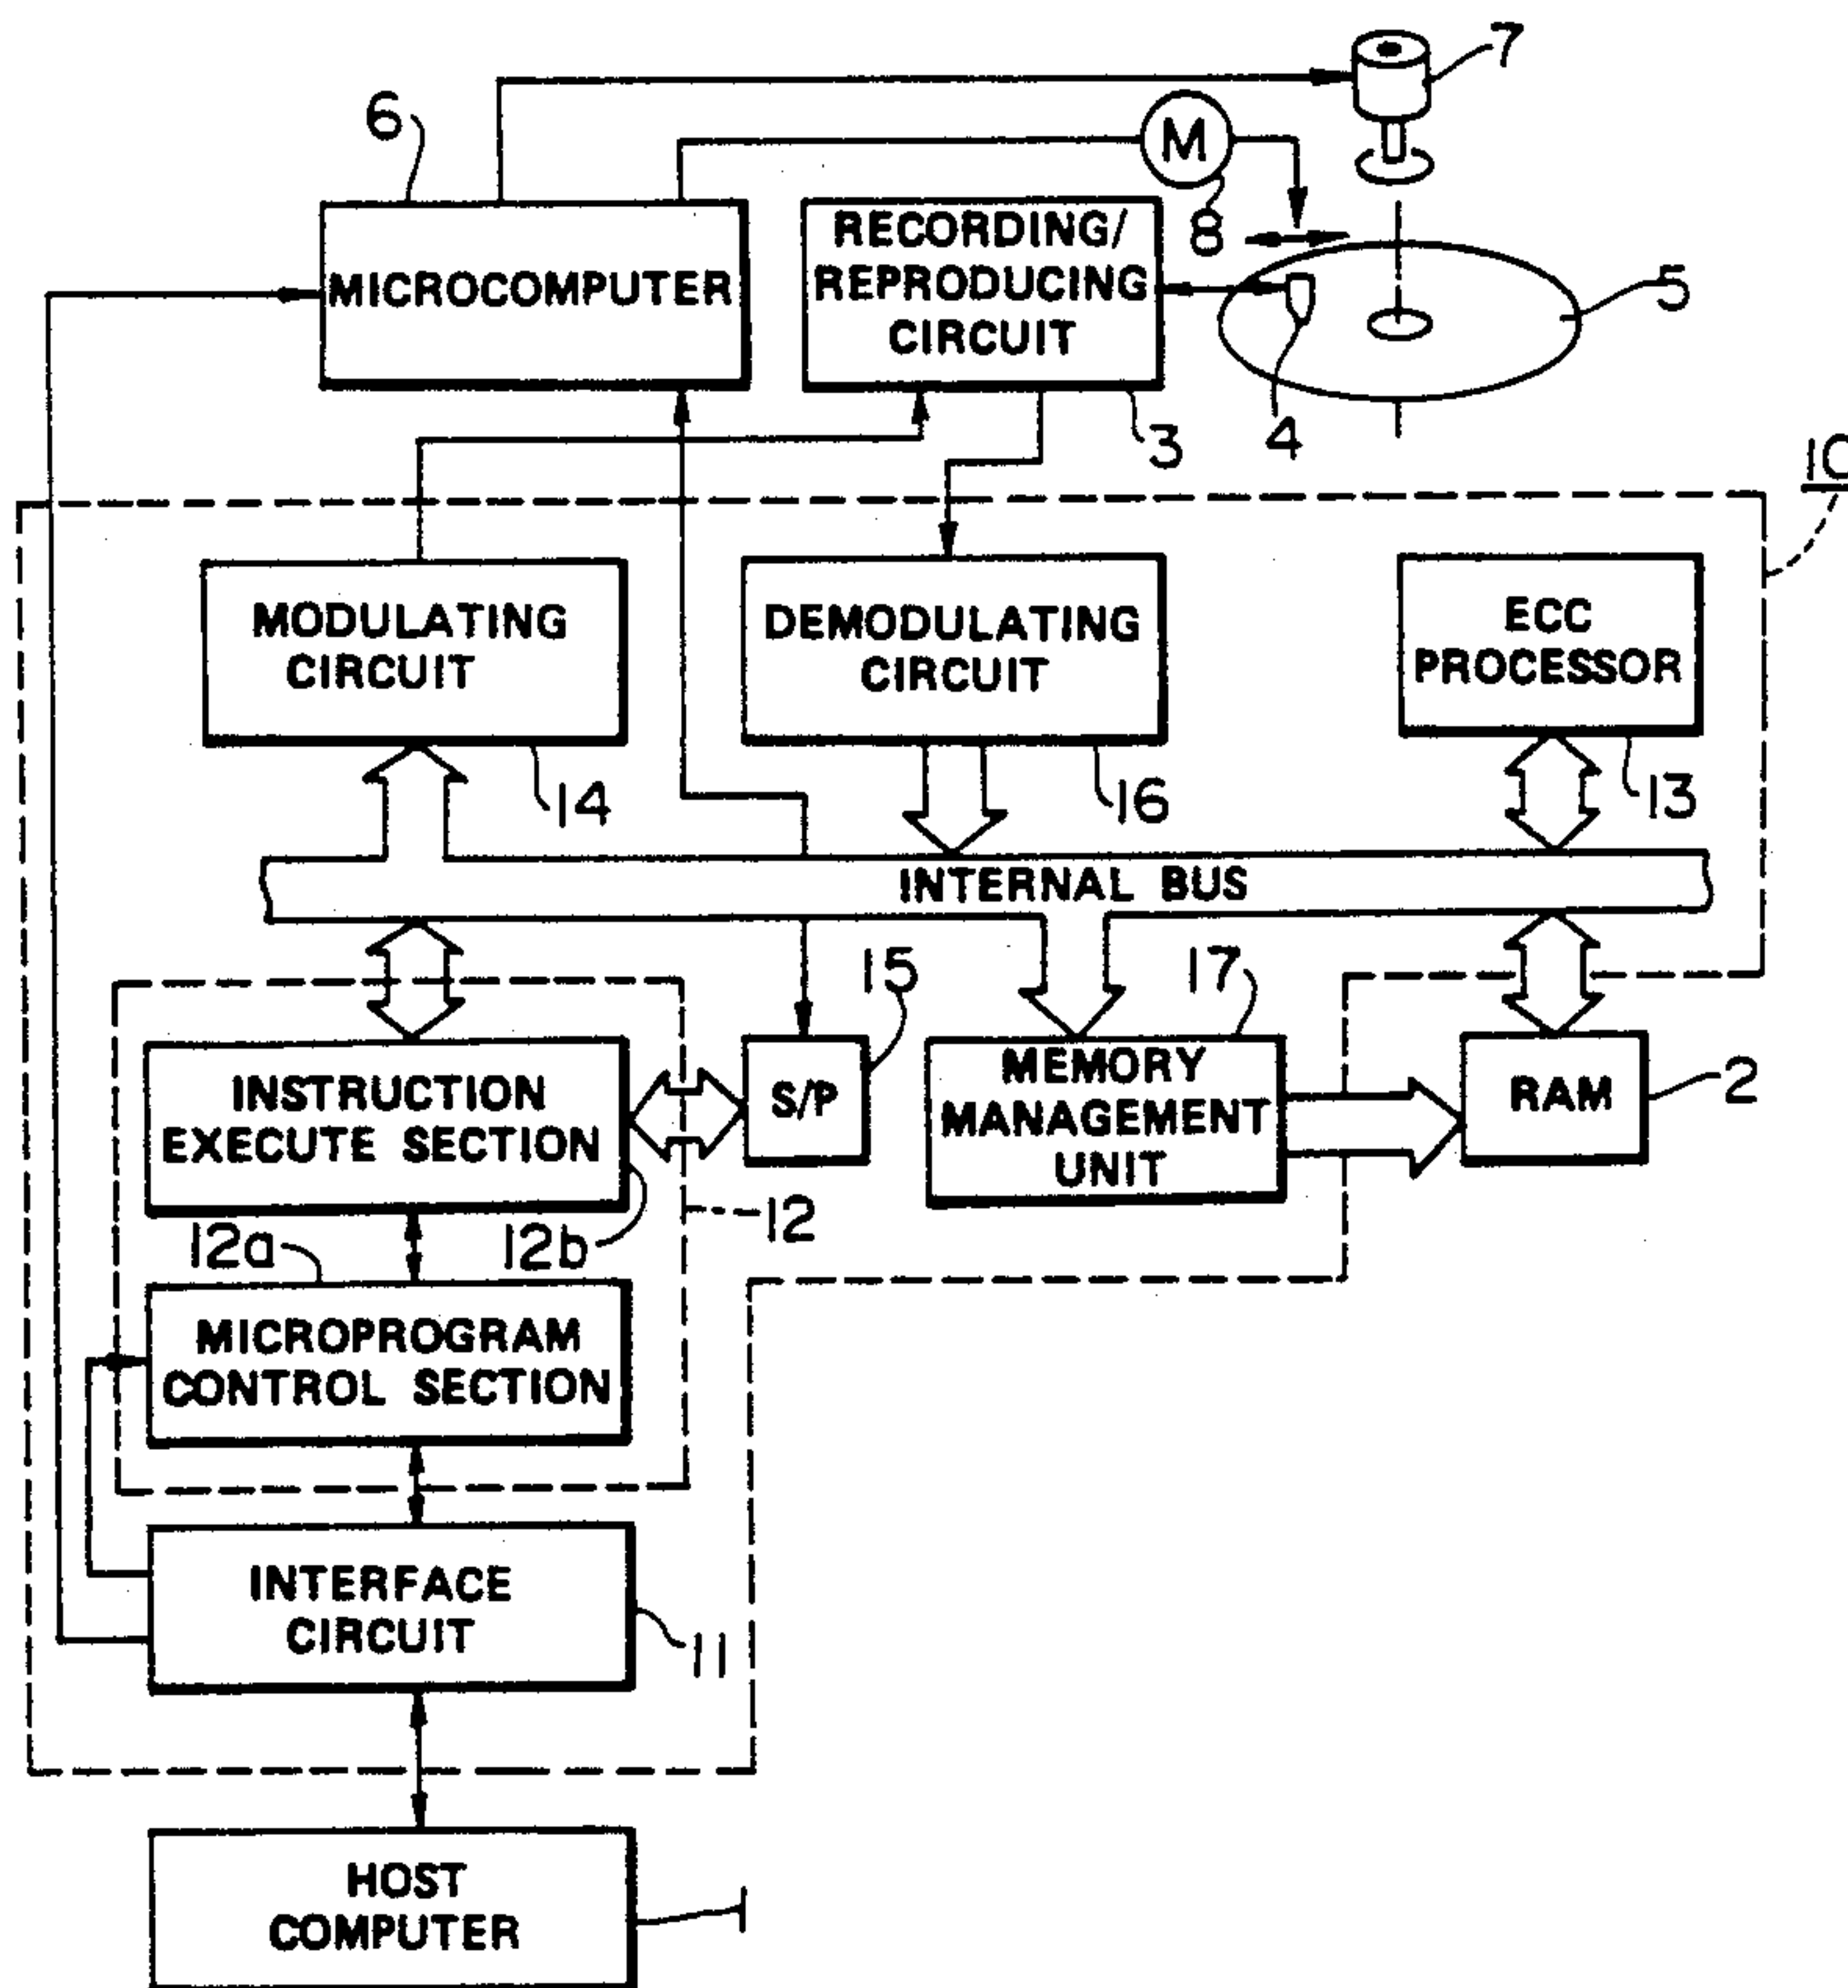 7
6
M
8
RECORDING/
REPRODUCING
CIRCUIT
MICROCOMPUTER
5
4
3
10
MODULATING
CIRCUIT
DEMODULATING
CIRCUIT
ECC
PROCESSOR
14
16
13
INTERNAL BUS
15
17
INSTRUCTION
EXECUTE SECTION
S/P
MEMORY
MANAGEMENT
UNIT
RAM
2
12
12a
12b
MICROPROGRAM
CONTROL SECTION
INTERFACE
CIRCUIT
11
HOST
COMPUTER
1